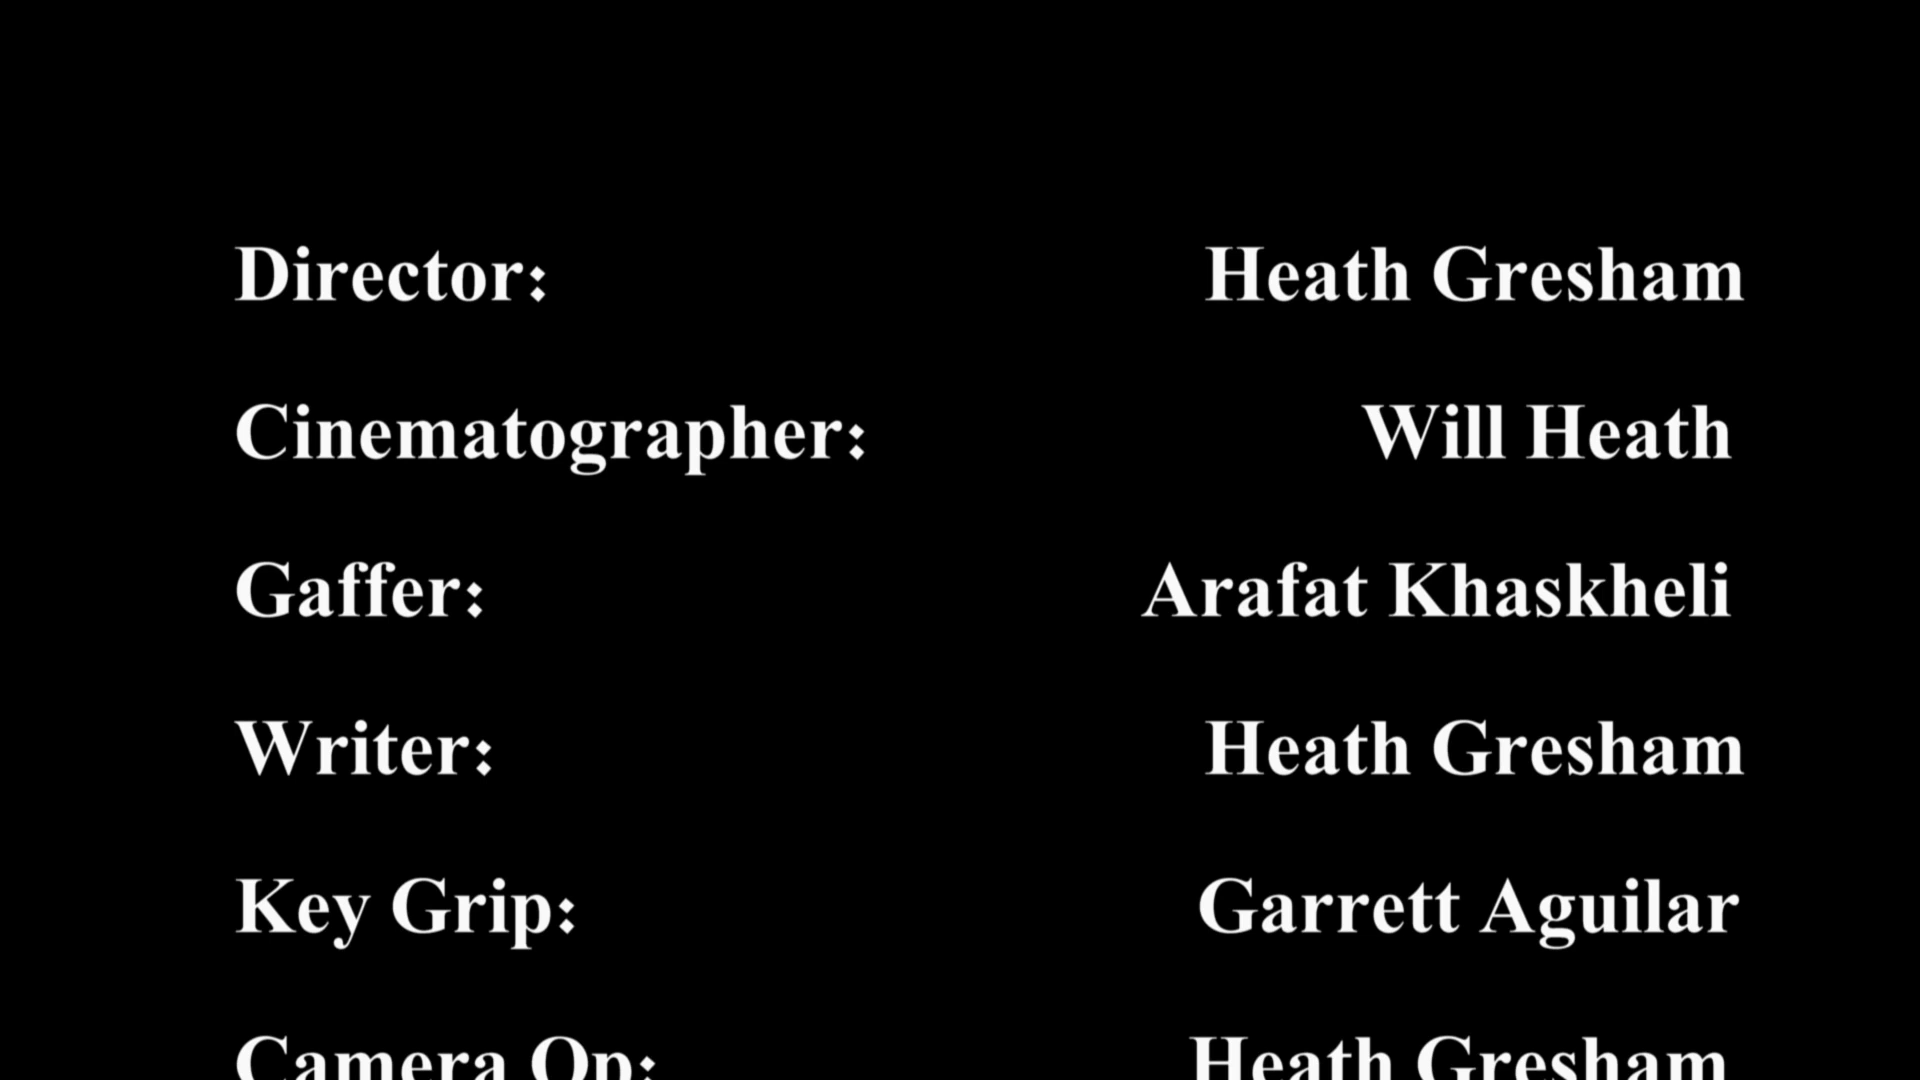 Director: Heath Gresham
Cinematographer: Will Heath
Gaffer: Arafat Khaskheli
Writer: Heath Gresham
Key Grip: Garrett Aguilar
Camera Op: Heath Gresham